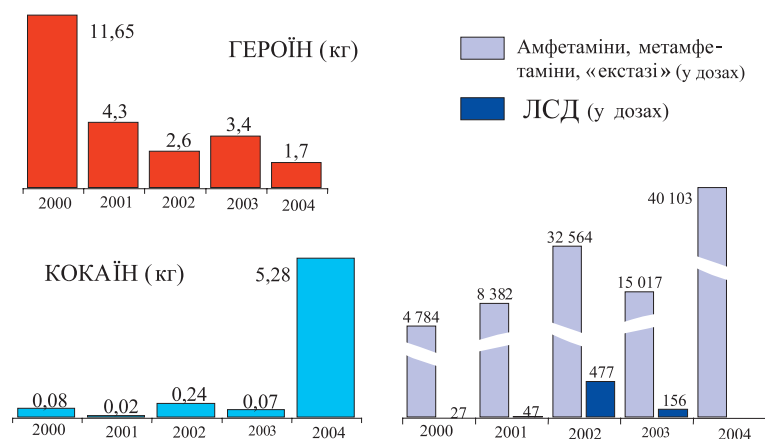 ГЕРОЇН (кг)
11,65
4,3
2,6
3,4
1,7
2000 2001 2002 2003 2004
КОКАЇН (кг)
0,08
0,02
0,24
0,07
5,28
2000 2001 2002 2003 2004
Амфетаміни, метамфе-
таміни, «екстазі» (у дозах)
ЛСД (у дозах)
4 784
27
8 382
47
32 564
477
15 017
156
40 103
2000 2001 2002 2003 2004